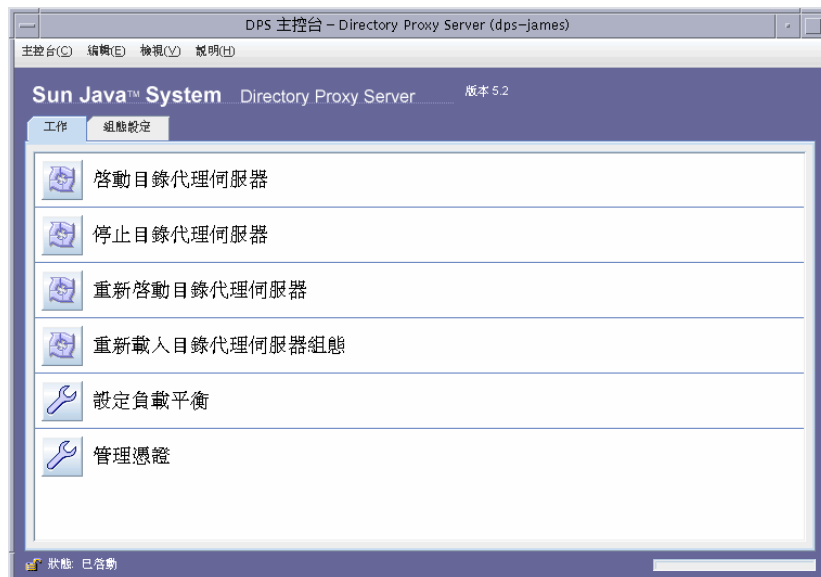 DPS 主控台 – Directory Proxy Server (dps-james)
主控台(C) 編輯(E) 檢視(V) 說明(H)
Sun Java™ System Directory Proxy Server 版本 5.2
工作 組態設定
啓動目錄代理伺服器
停止目錄代理伺服器
重新啓動目錄代理伺服器
重新載入目錄代理伺服器組態
設定負載平衡
管理憑證
狀態: 已啓動